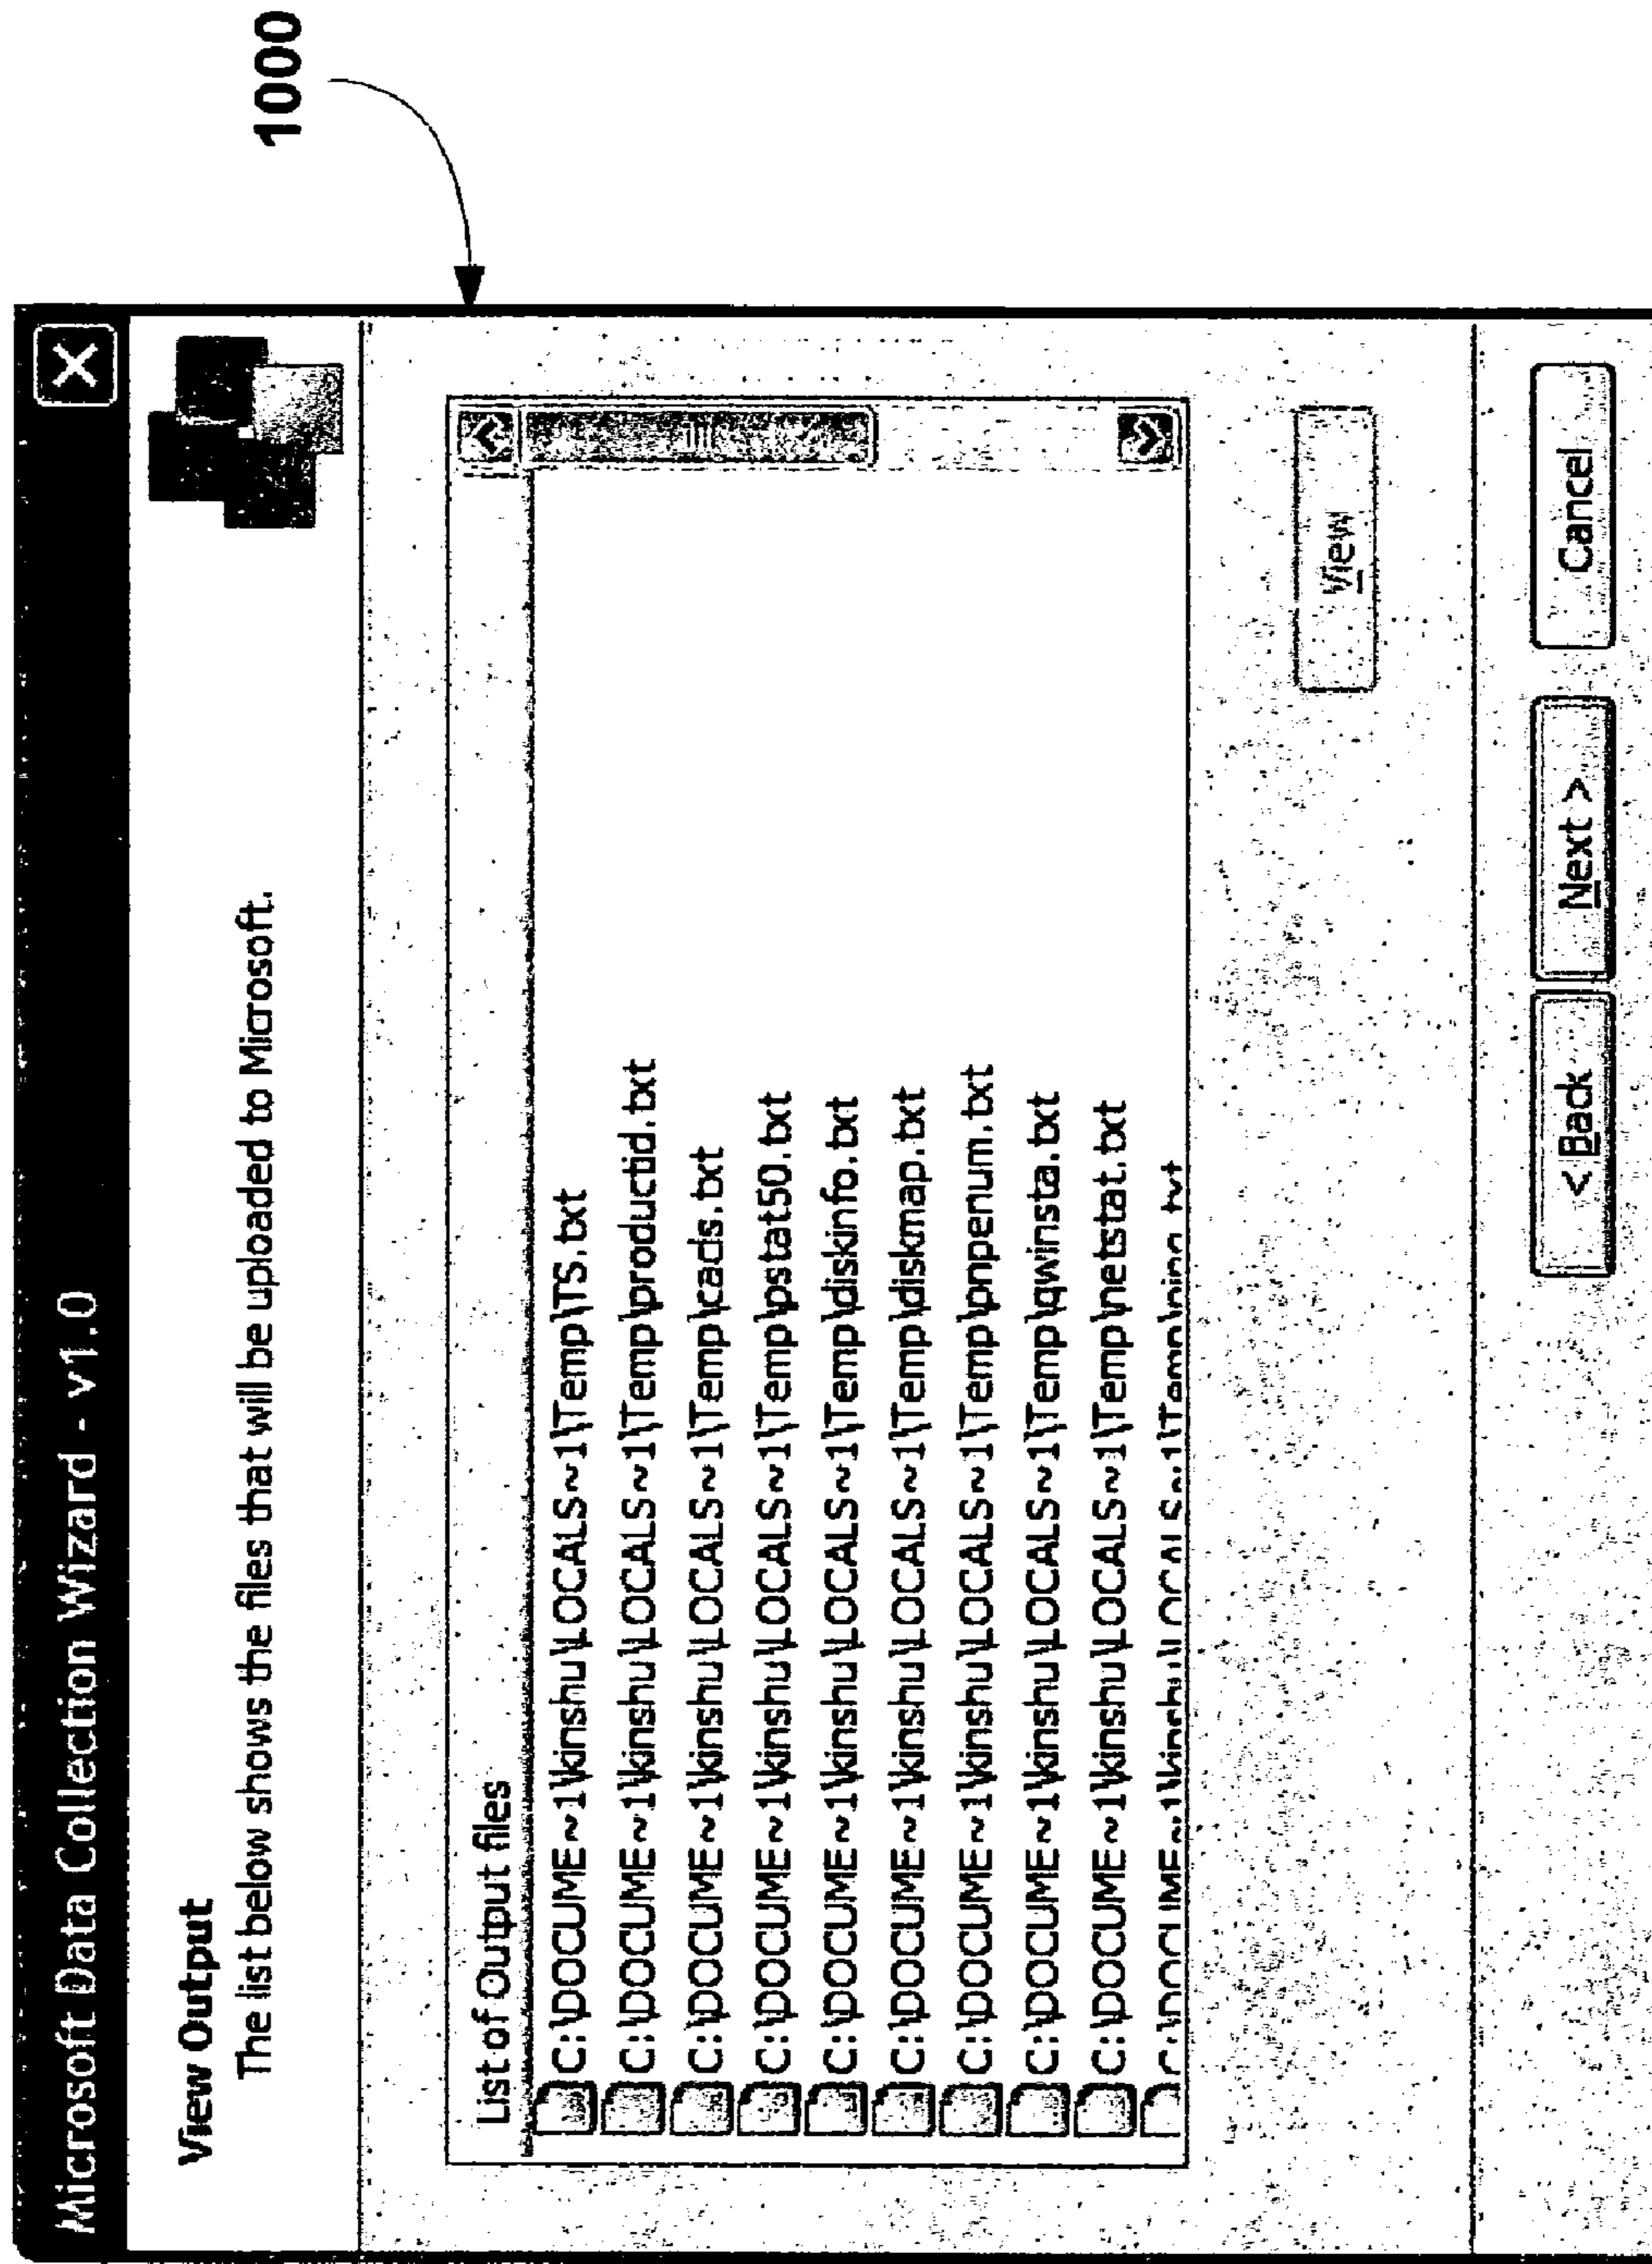 1000
Microsoft Data Collection Wizard - v1.0
View Output
The list below shows the files that will be uploaded to Microsoft.
List of Output files
C:\DOCUME~1\kinshu\LOCALS~1\Temp\TS.txt
C:\DOCUME~1\kinshu\LOCALS~1\Temp\productid.txt
C:\DOCUME~1\kinshu\LOCALS~1\Temp\cads.txt
C:\DOCUME~1\kinshu\LOCALS~1\Temp\pstat50.txt
C:\DOCUME~1\kinshu\LOCALS~1\Temp\diskinfo.txt
C:\DOCUME~1\kinshu\LOCALS~1\Temp\diskmap.txt
C:\DOCUME~1\kinshu\LOCALS~1\Temp\pnpenum.txt
C:\DOCUME~1\kinshu\LOCALS~1\Temp\qwinsta.txt
C:\DOCUME~1\kinshu\LOCALS~1\Temp\netstat.txt
View
< Back
Next >
Cancel